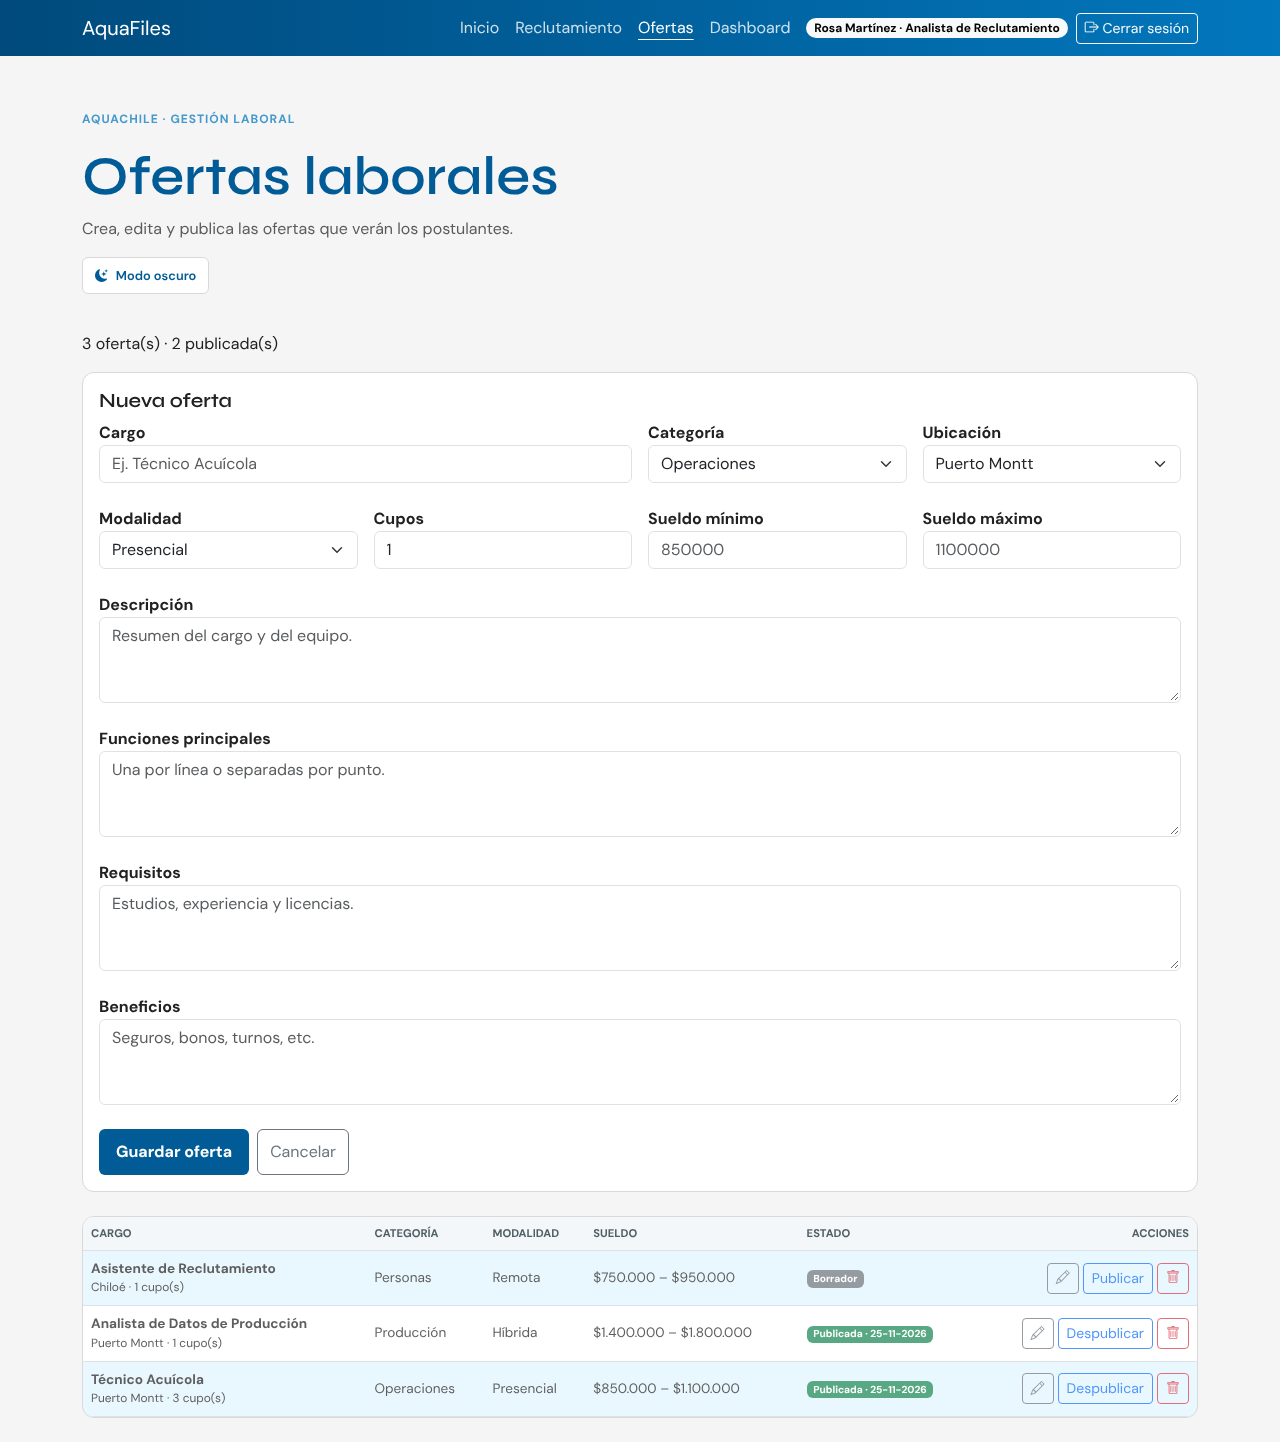 AquaFiles
Inicio Reclutamiento Ofertas Dashboard Rosa Martínez · Analista de Reclutamiento Cerrar sesión
AQUACHILE · GESTIÓN LABORAL
Ofertas laborales
Crea, edita y publica las ofertas que verán los postulantes.
Modo oscuro
3 oferta(s) · 2 publicada(s)
Nueva oferta
Cargo Categoría Ubicación
Ej. Técnico Acuícola Operaciones Puerto Montt
Modalidad Cupos Sueldo mínimo Sueldo máximo
Presencial 1 850000 1100000
Descripción
Resumen del cargo y del equipo.
Funciones principales
Una por línea o separadas por punto.
Requisitos
Estudios, experiencia y licencias.
Beneficios
Seguros, bonos, turnos, etc.
Guardar oferta Cancelar
CARGO CATEGORÍA MODALIDAD SUELDO ESTADO ACCIONES
Asistente de Reclutamiento
Chiloé · 1 cupo(s) Personas Remota $750.000 – $950.000 Borrador Publicar
Analista de Datos de Producción
Puerto Montt · 1 cupo(s) Producción Híbrida $1.400.000 – $1.800.000 Publicada · 25-11-2026 Despublicar
Técnico Acuícola
Puerto Montt · 3 cupo(s) Operaciones Presencial $850.000 – $1.100.000 Publicada · 25-11-2026 Despublicar